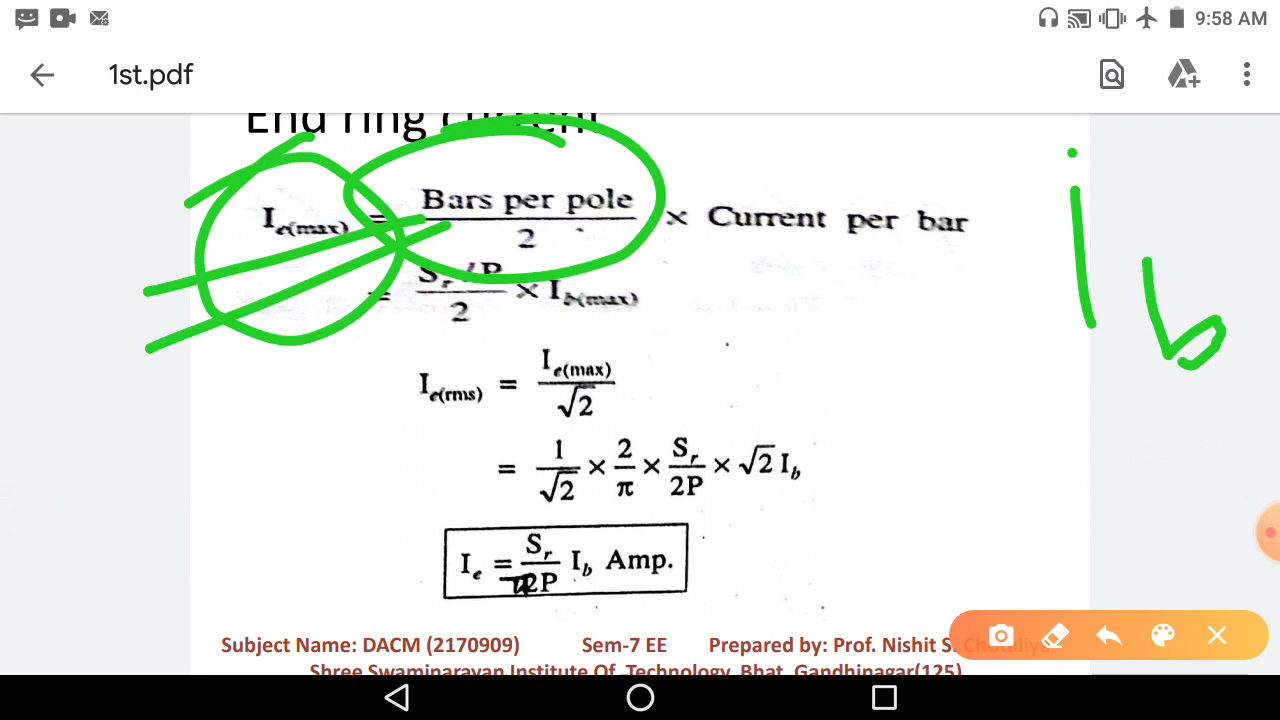 9:58 AM
1st.pdf
End ring current
I_e(max) = Bars per pole / 2 × Current per bar
= S_r / P / 2 × I_b(max)
I_e(rms) = I_e(max) / √2
= 1/√2 × 2/π × S_r/2P × √2 I_b
I_e = S_r / P I_b Amp.
i b
Subject Name: DACM (2170909) Sem-7 EE Prepared by: Prof. Nishit S.
Shree Swaminarayan Institute Of Technology, Bhat, Gandhinagar(125)